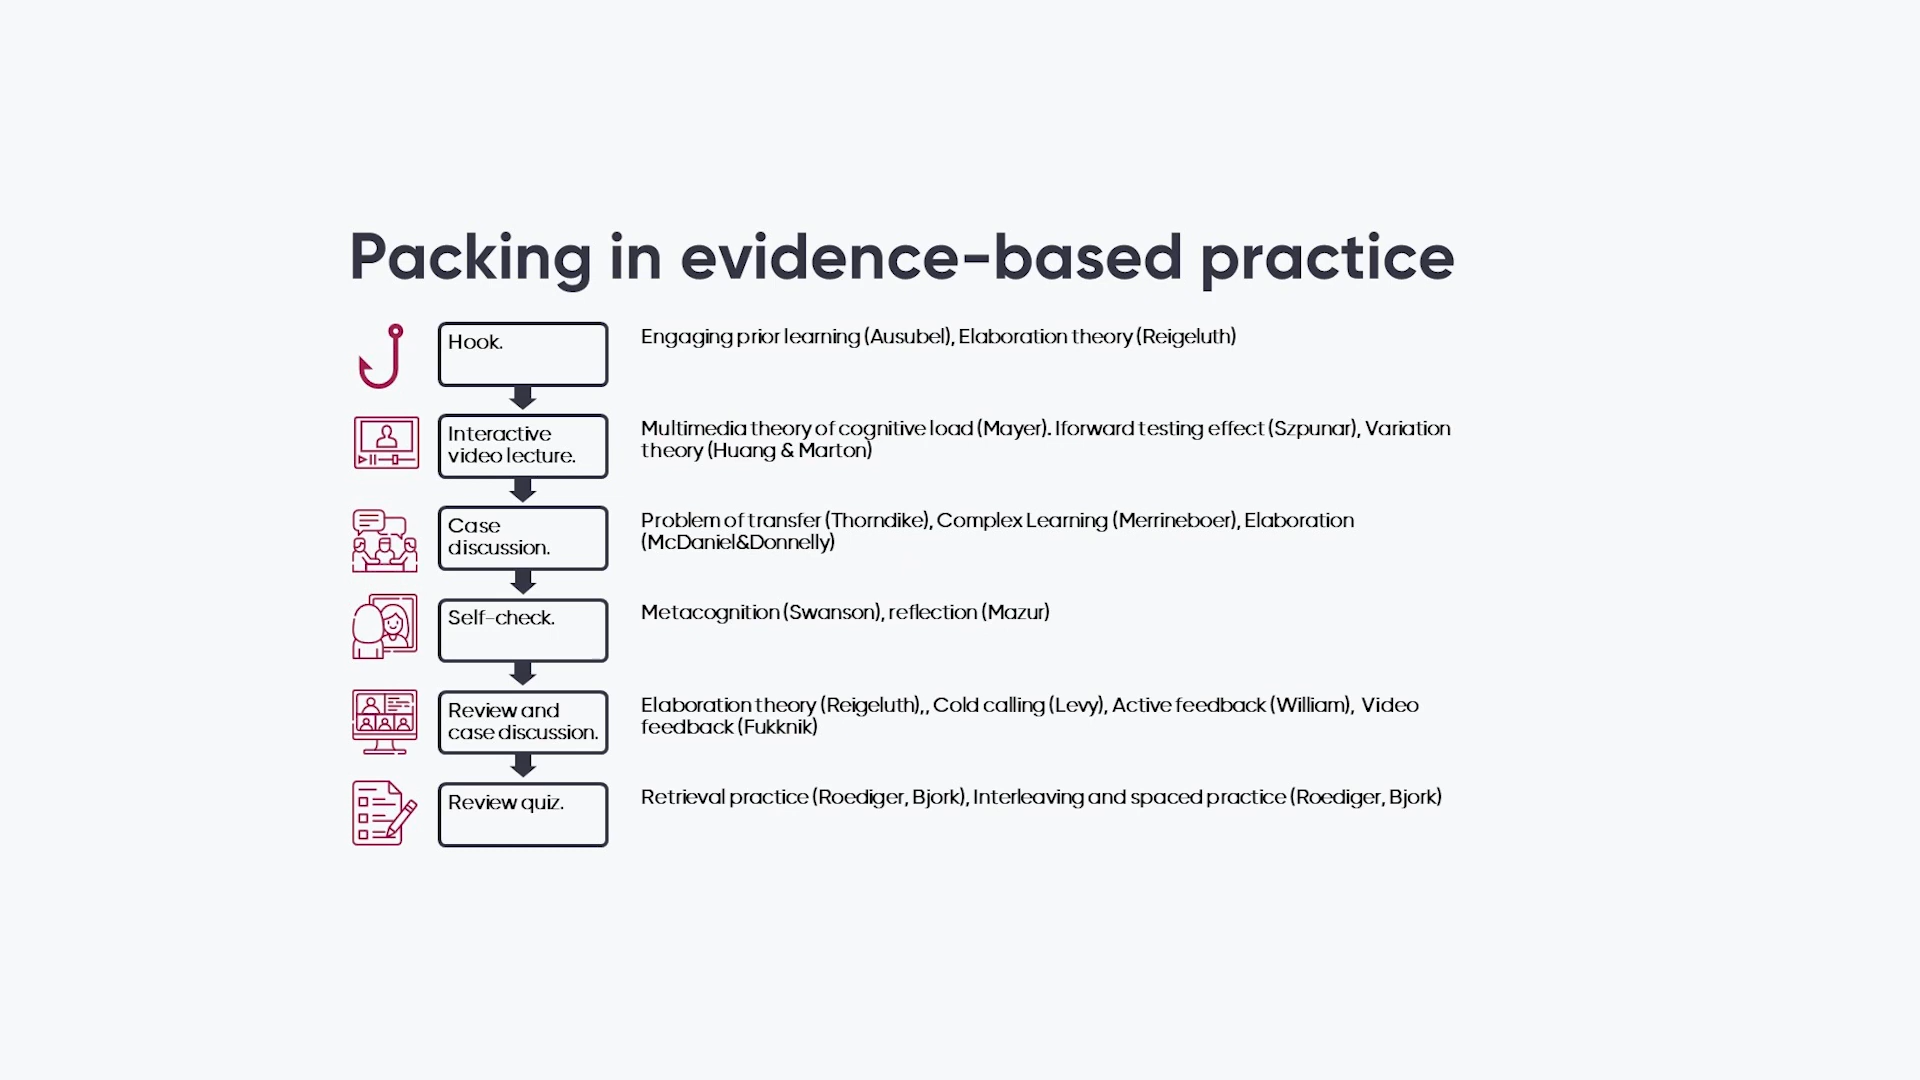 Packing in evidence-based practice
Hook.
Engaging prior learning (Ausubel), Elaboration theory (Reigeluth)
Interactive
video lecture.
Multimedia theory of cognitive load (Mayer). Iforward testing effect (Szpunar), Variation
theory (Huang & Marton)
Case
discussion.
Problem of transfer (Thorndike), Complex Learning (Merrineboer), Elaboration
(McDaniel&Donnelly)
Self-check.
Metacognition (Swanson), reflection (Mazur)
Review and
case discussion.
Elaboration theory (Reigeluth),, Cold calling (Levy), Active feedback (William), Video
feedback (Fukknik)
Review quiz.
Retrieval practice (Roediger, Bjork), Interleaving and spaced practice (Roediger, Bjork)